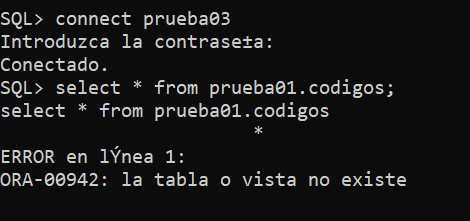 SQL> connect prueba03
Introduzca la contrase±a:
Conectado.
SQL> select * from prueba01.codigos;
select * from prueba01.codigos
*
ERROR en lÝnea 1:
ORA-00942: la tabla o vista no existe